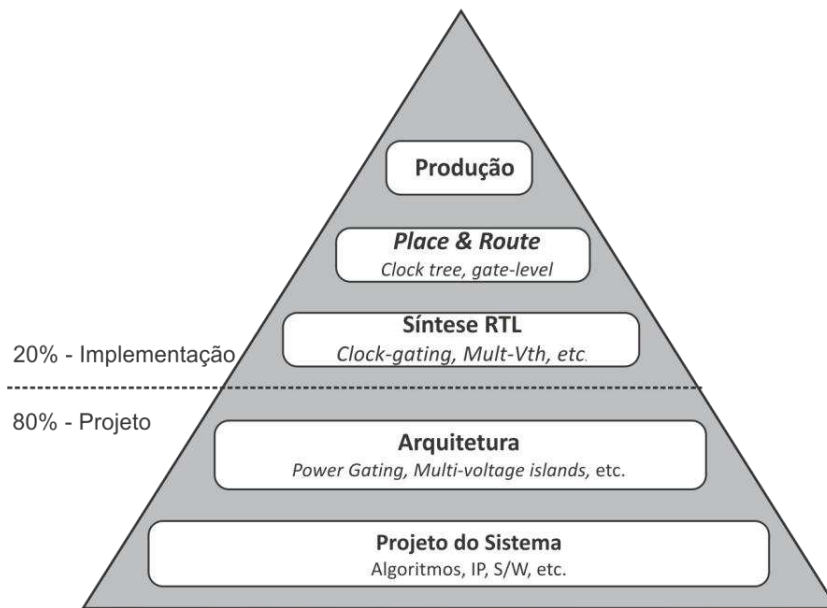 Produção
Place & Route
Clock tree, gate-level
Síntese RTL
Clock-gating, Mult-Vth, etc.
20% - Implementação
80% - Projeto
Arquitetura
Power Gating, Multi-voltage islands, etc.
Projeto do Sistema
Algoritmos, IP, S/W, etc.